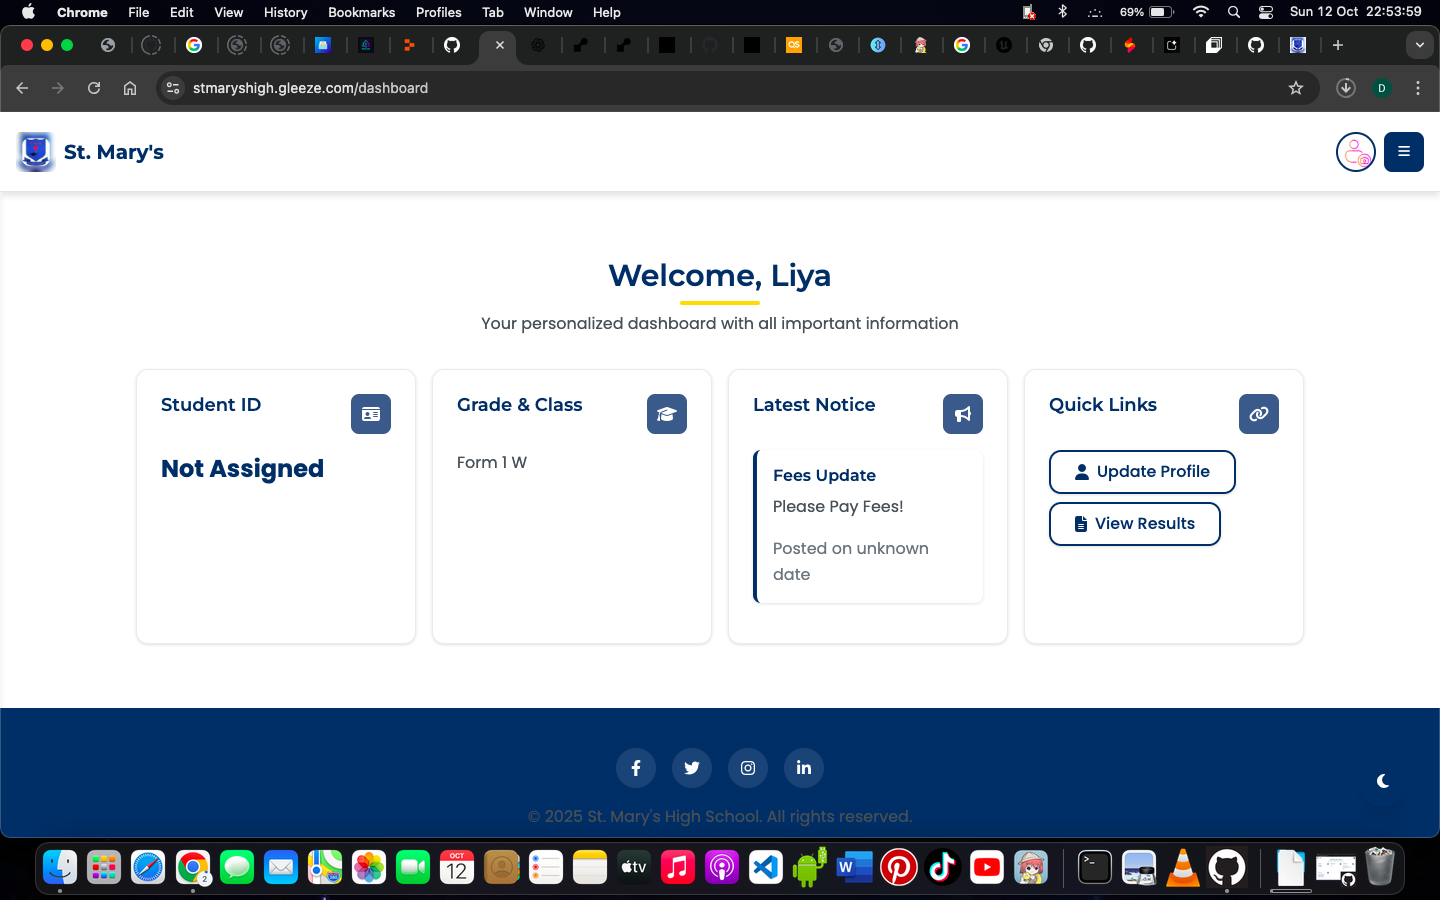 Chrome File Edit View History Bookmarks Profiles Tab Window Help 69% Sun 12 Oct 22:53:59
stmaryshigh.gleeze.com/dashboard
D
St. Mary's
Welcome, Liya
Your personalized dashboard with all important information
Student ID
Not Assigned
Grade & Class
Form 1 W
Latest Notice
Fees Update
Please Pay Fees!
Posted on unknown
date
Quick Links
Update Profile
View Results
© 2025 St. Mary's High School. All rights reserved.
2
OCT
12
tv
W